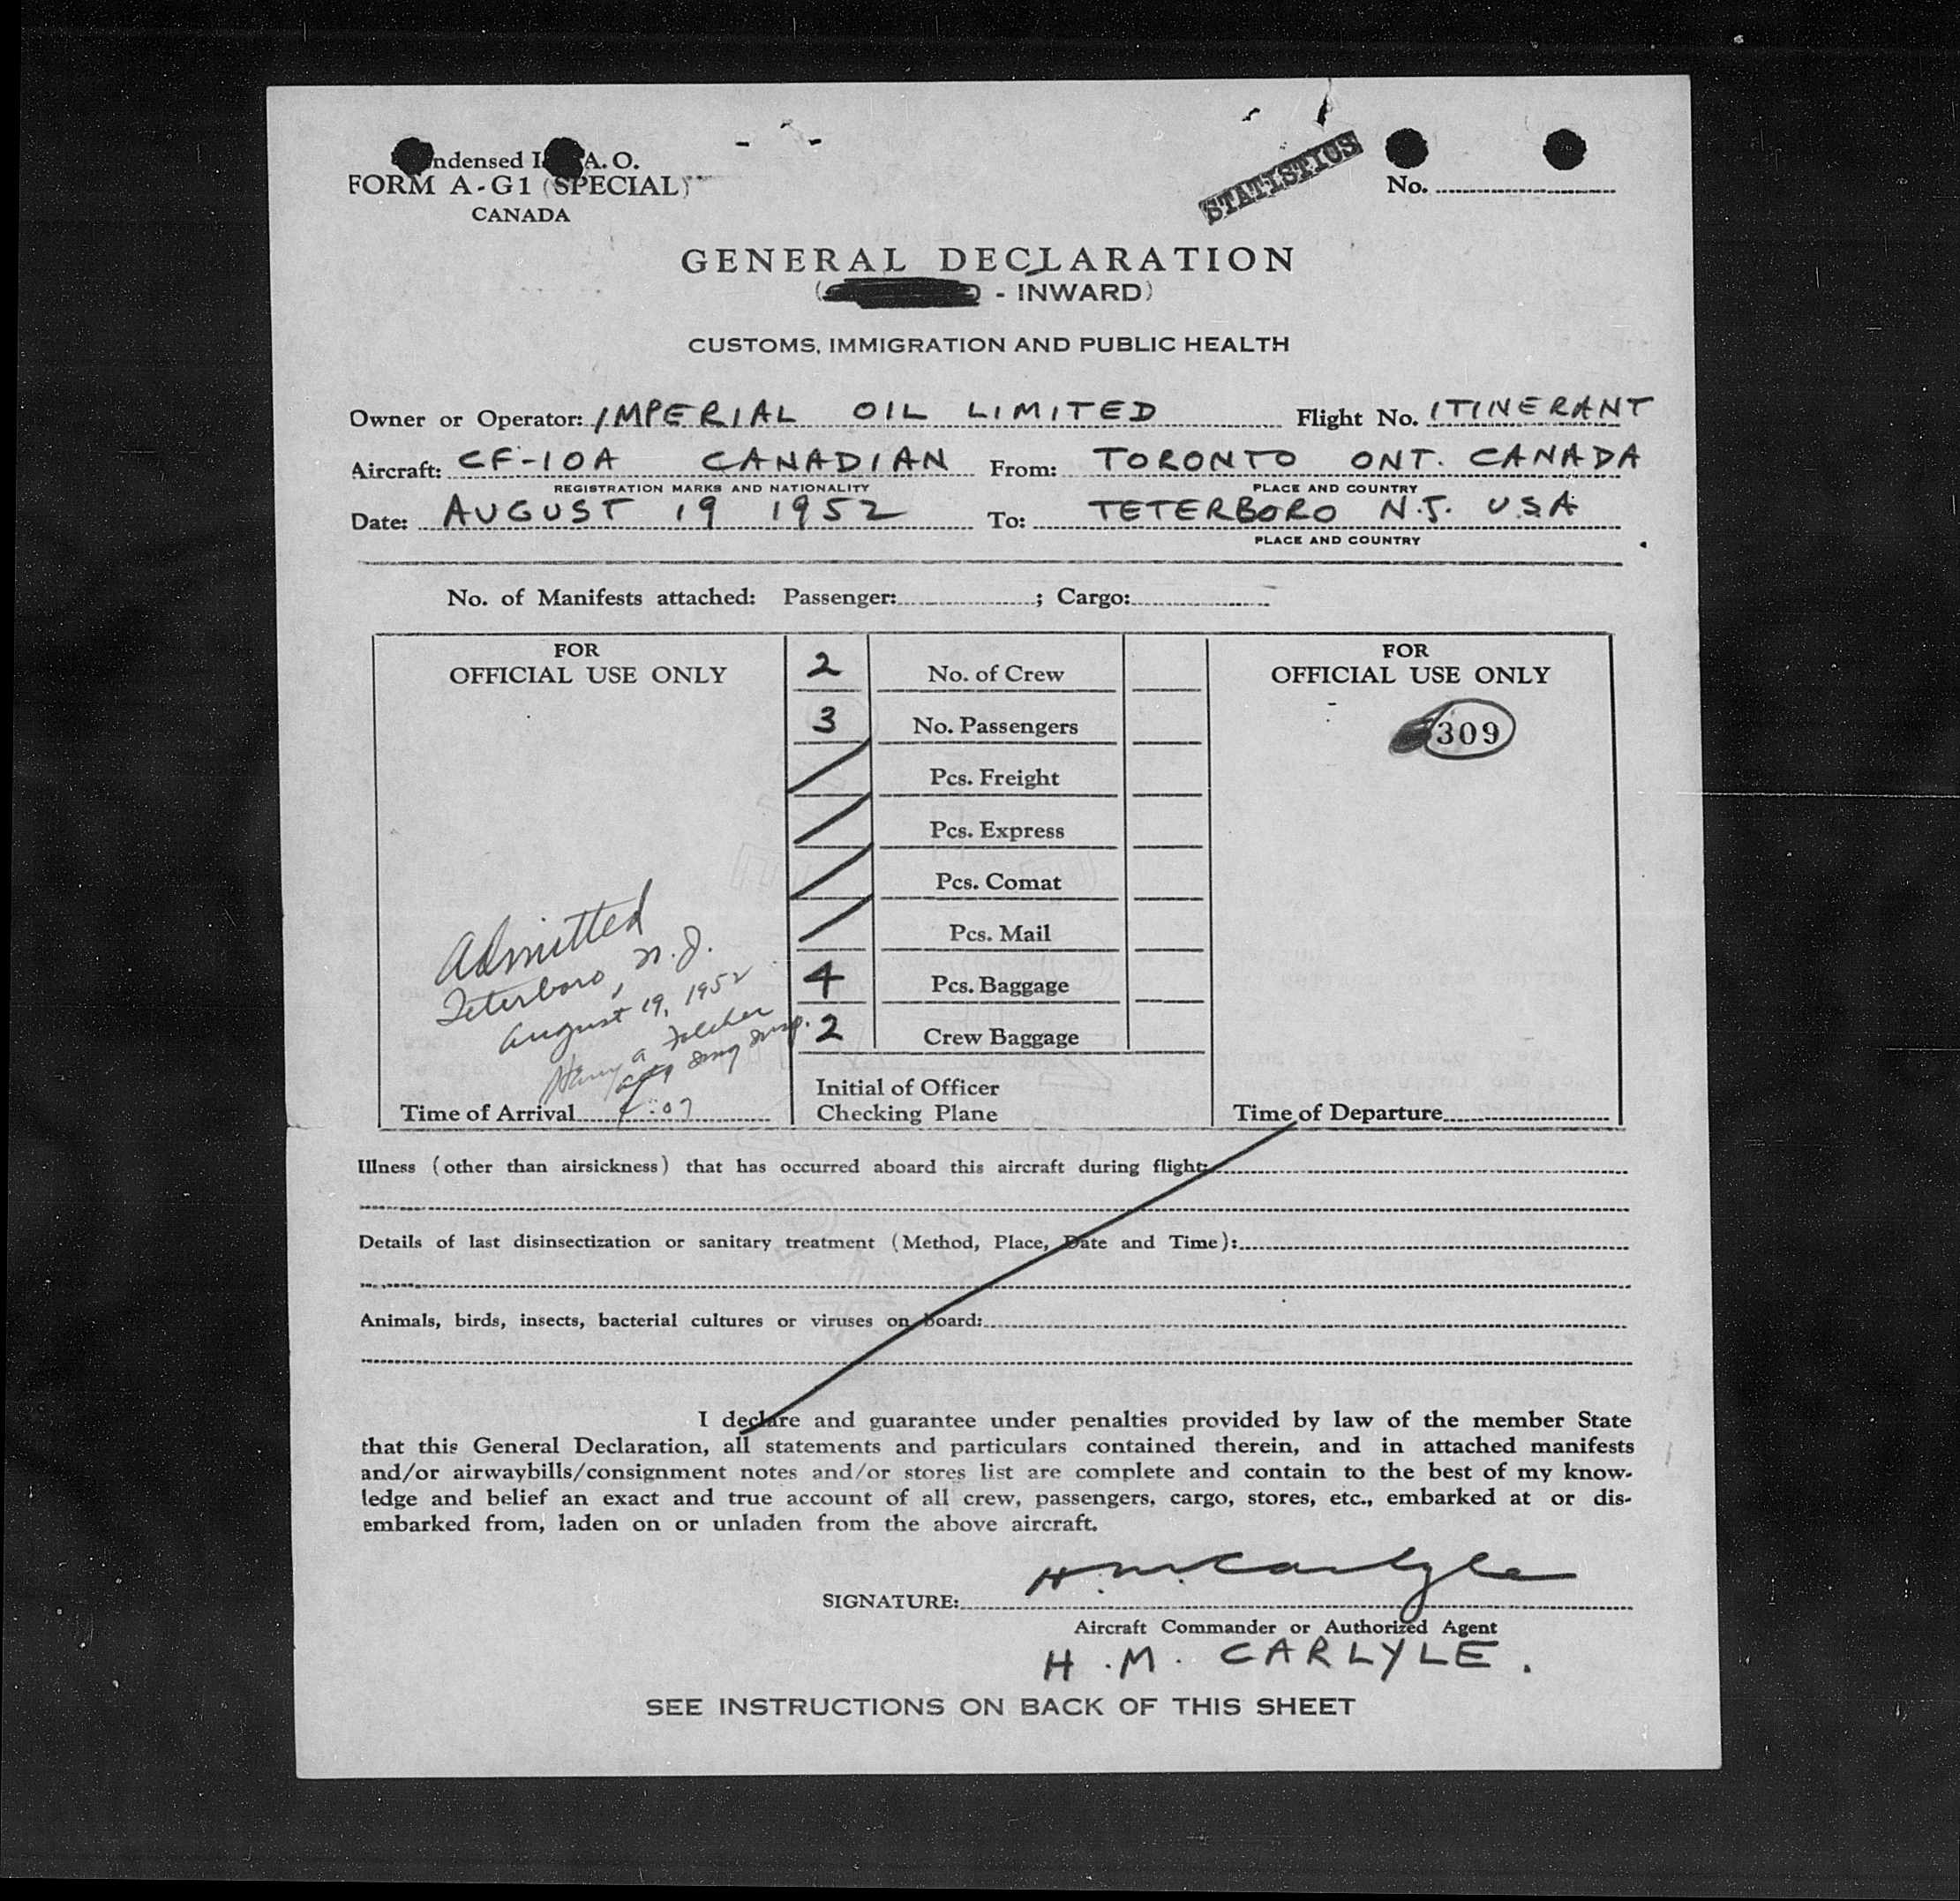 ndensed I A. O.
FORM A-G1 (SPECIAL)
CANADA
STATISTICS
No.
GENERAL DECLARATION
( - INWARD)
CUSTOMS, IMMIGRATION AND PUBLIC HEALTH
Owner or Operator: IMPERIAL OIL LIMITED Flight No. ITINERANT
Aircraft: CF-IOA CANADIAN From: TORONTO ONT. CANADA
REGISTRATION MARKS AND NATIONALITY PLACE AND COUNTRY
Date: AUGUST 19 1952 To: TETERBORO N.J. U.S.A
PLACE AND COUNTRY
No. of Manifests attached: Passenger: ; Cargo:
FOR
OFFICIAL USE ONLY
2 No. of Crew
3 No. Passengers
Pcs. Freight
Pcs. Express
Pcs. Comat
Pcs. Mail
4 Pcs. Baggage
2 Crew Baggage
Initial of Officer
Checking Plane
FOR
OFFICIAL USE ONLY
309
Admitted
Teterboro, N.J.
August 19, 1952
Harry A
Time of Arrival :07
Time of Departure
Illness (other than airsickness) that has occurred aboard this aircraft during flight:
Details of last disinsectization or sanitary treatment (Method, Place, Date and Time):
Animals, birds, insects, bacterial cultures or viruses on board:
I declare and guarantee under penalties provided by law of the member State
that this General Declaration, all statements and particulars contained therein, and in attached manifests
and/or airwaybills/consignment notes and/or stores list are complete and contain to the best of my know-
ledge and belief an exact and true account of all crew, passengers, cargo, stores, etc., embarked at or dis-
embarked from, laden on or unladen from the above aircraft.
SIGNATURE: H.M. Carlyle
Aircraft Commander or Authorized Agent
H.M. CARLYLE.
SEE INSTRUCTIONS ON BACK OF THIS SHEET